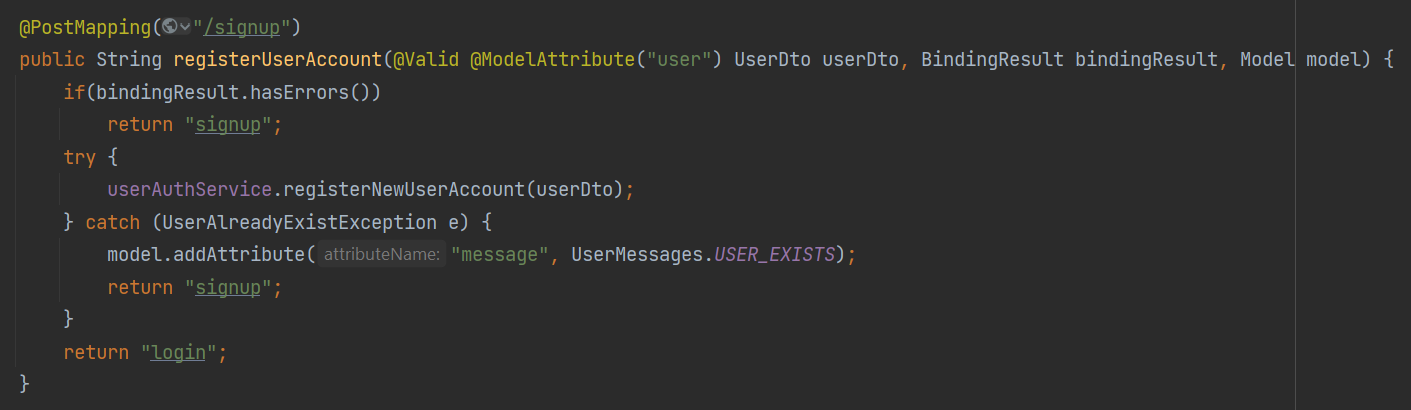 @PostMapping("/signup")
public String registerUserAccount(@Valid @ModelAttribute("user") UserDto userDto, BindingResult bindingResult, Model model) {
if(bindingResult.hasErrors())
return "signup";
try {
userAuthService.registerNewUserAccount(userDto);
} catch (UserAlreadyExistException e) {
model.addAttribute( attributeName: "message", UserMessages.USER_EXISTS);
return "signup";
}
return "login";
}